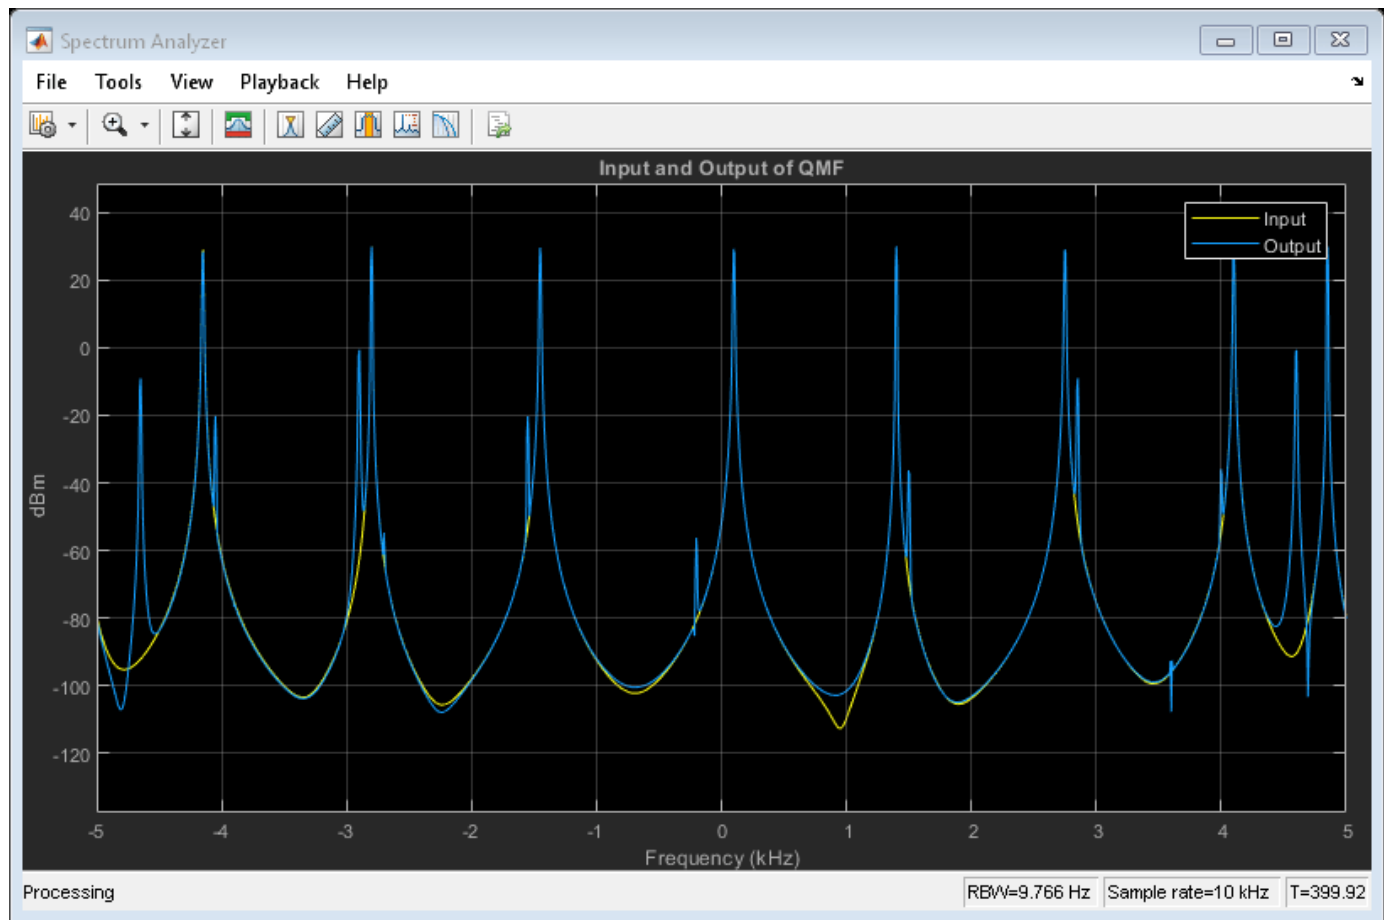 Spectrum Analyzer
File Tools View Playback Help
Input and Output of QMF
Input
Output
40
20
0
-20
-40
-60
-80
-100
-120
dBm
-5 -4 -3 -2 -1 0 1 2 3 4 5
Frequency (kHz)
Processing RBW=9.766 Hz Sample rate=10 kHz T=399.92